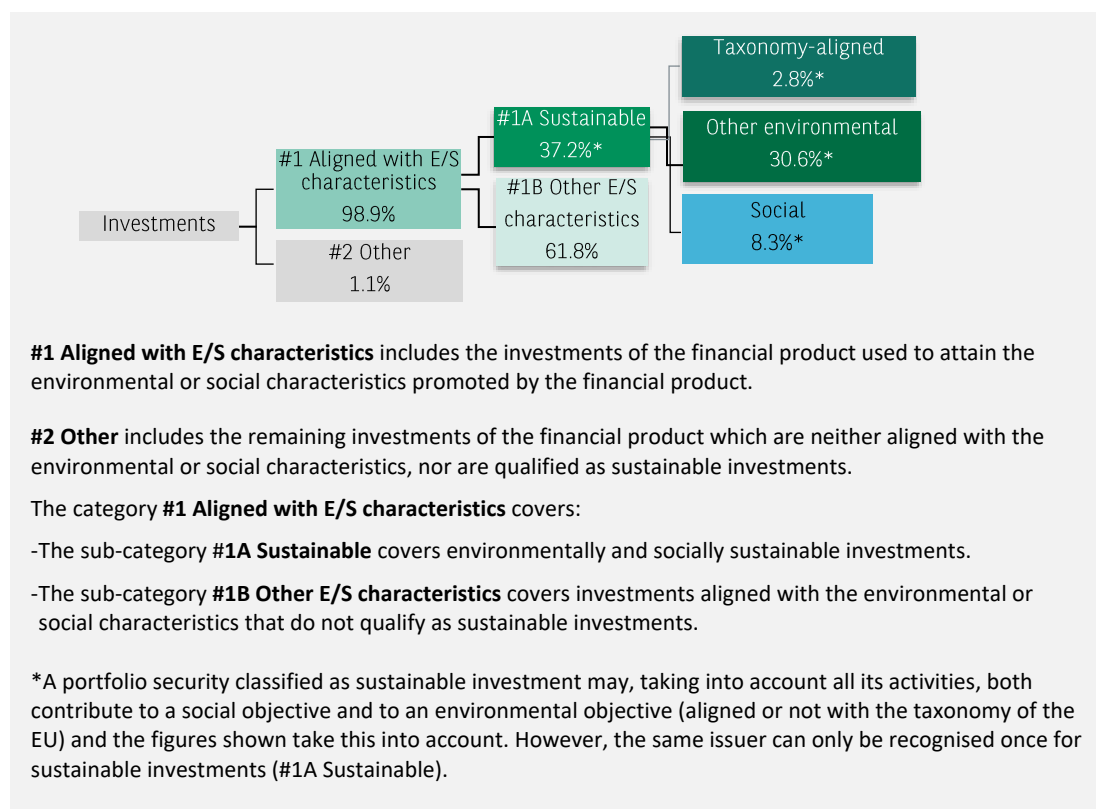 Taxonomy-aligned
2.8%*
#1A Sustainable
37.2%*
Other environmental
30.6%*
#1 Aligned with E/S
characteristics
98.9%
#1B Other E/S
characteristics
61.8%
Investments
Social
8.3%*
#2 Other
1.1%
#1 Aligned with E/S characteristics includes the investments of the financial product used to attain the
environmental or social characteristics promoted by the financial product.
#2 Other includes the remaining investments of the financial product which are neither aligned with the
environmental or social characteristics, nor are qualified as sustainable investments.
The category #1 Aligned with E/S characteristics covers:
-The sub-category #1A Sustainable covers environmentally and socially sustainable investments.
-The sub-category #1B Other E/S characteristics covers investments aligned with the environmental or
social characteristics that do not qualify as sustainable investments.
*A portfolio security classified as sustainable investment may, taking into account all its activities, both
contribute to a social objective and to an environmental objective (aligned or not with the taxonomy of the
EU) and the figures shown take this into account. However, the same issuer can only be recognised once for
sustainable investments (#1A Sustainable).